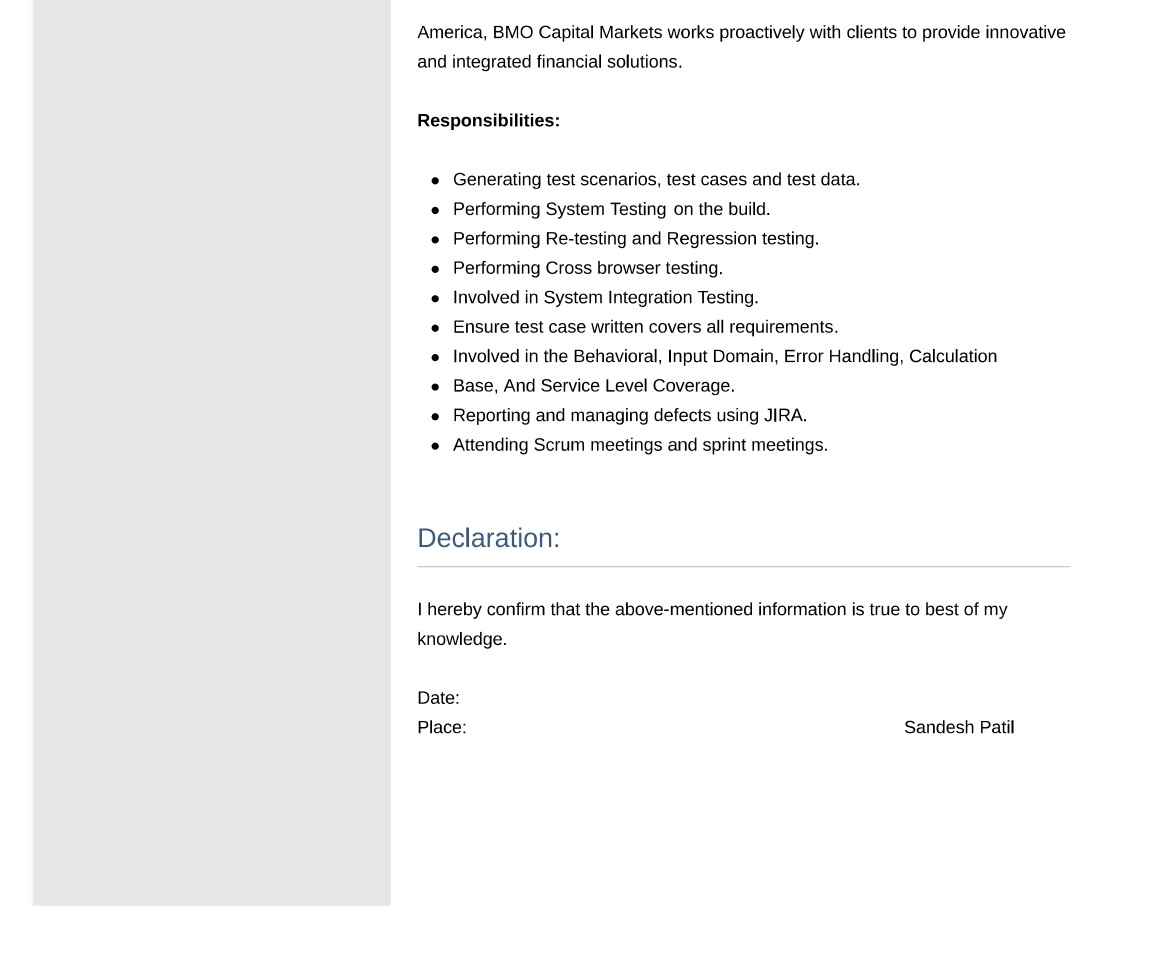 America, BMO Capital Markets works proactively with clients to provide innovative
and integrated financial solutions.
Responsibilities:
● Generating test scenarios, test cases and test data.
● Performing System Testing on the build.
● Performing Re-testing and Regression testing.
● Performing Cross browser testing.
● Involved in System Integration Testing.
● Ensure test case written covers all requirements.
● Involved in the Behavioral, Input Domain, Error Handling, Calculation
● Base, And Service Level Coverage.
● Reporting and managing defects using JIRA.
● Attending Scrum meetings and sprint meetings.
Declaration:
I hereby confirm that the above-mentioned information is true to best of my
knowledge.
Date:
Place: Sandesh Patil